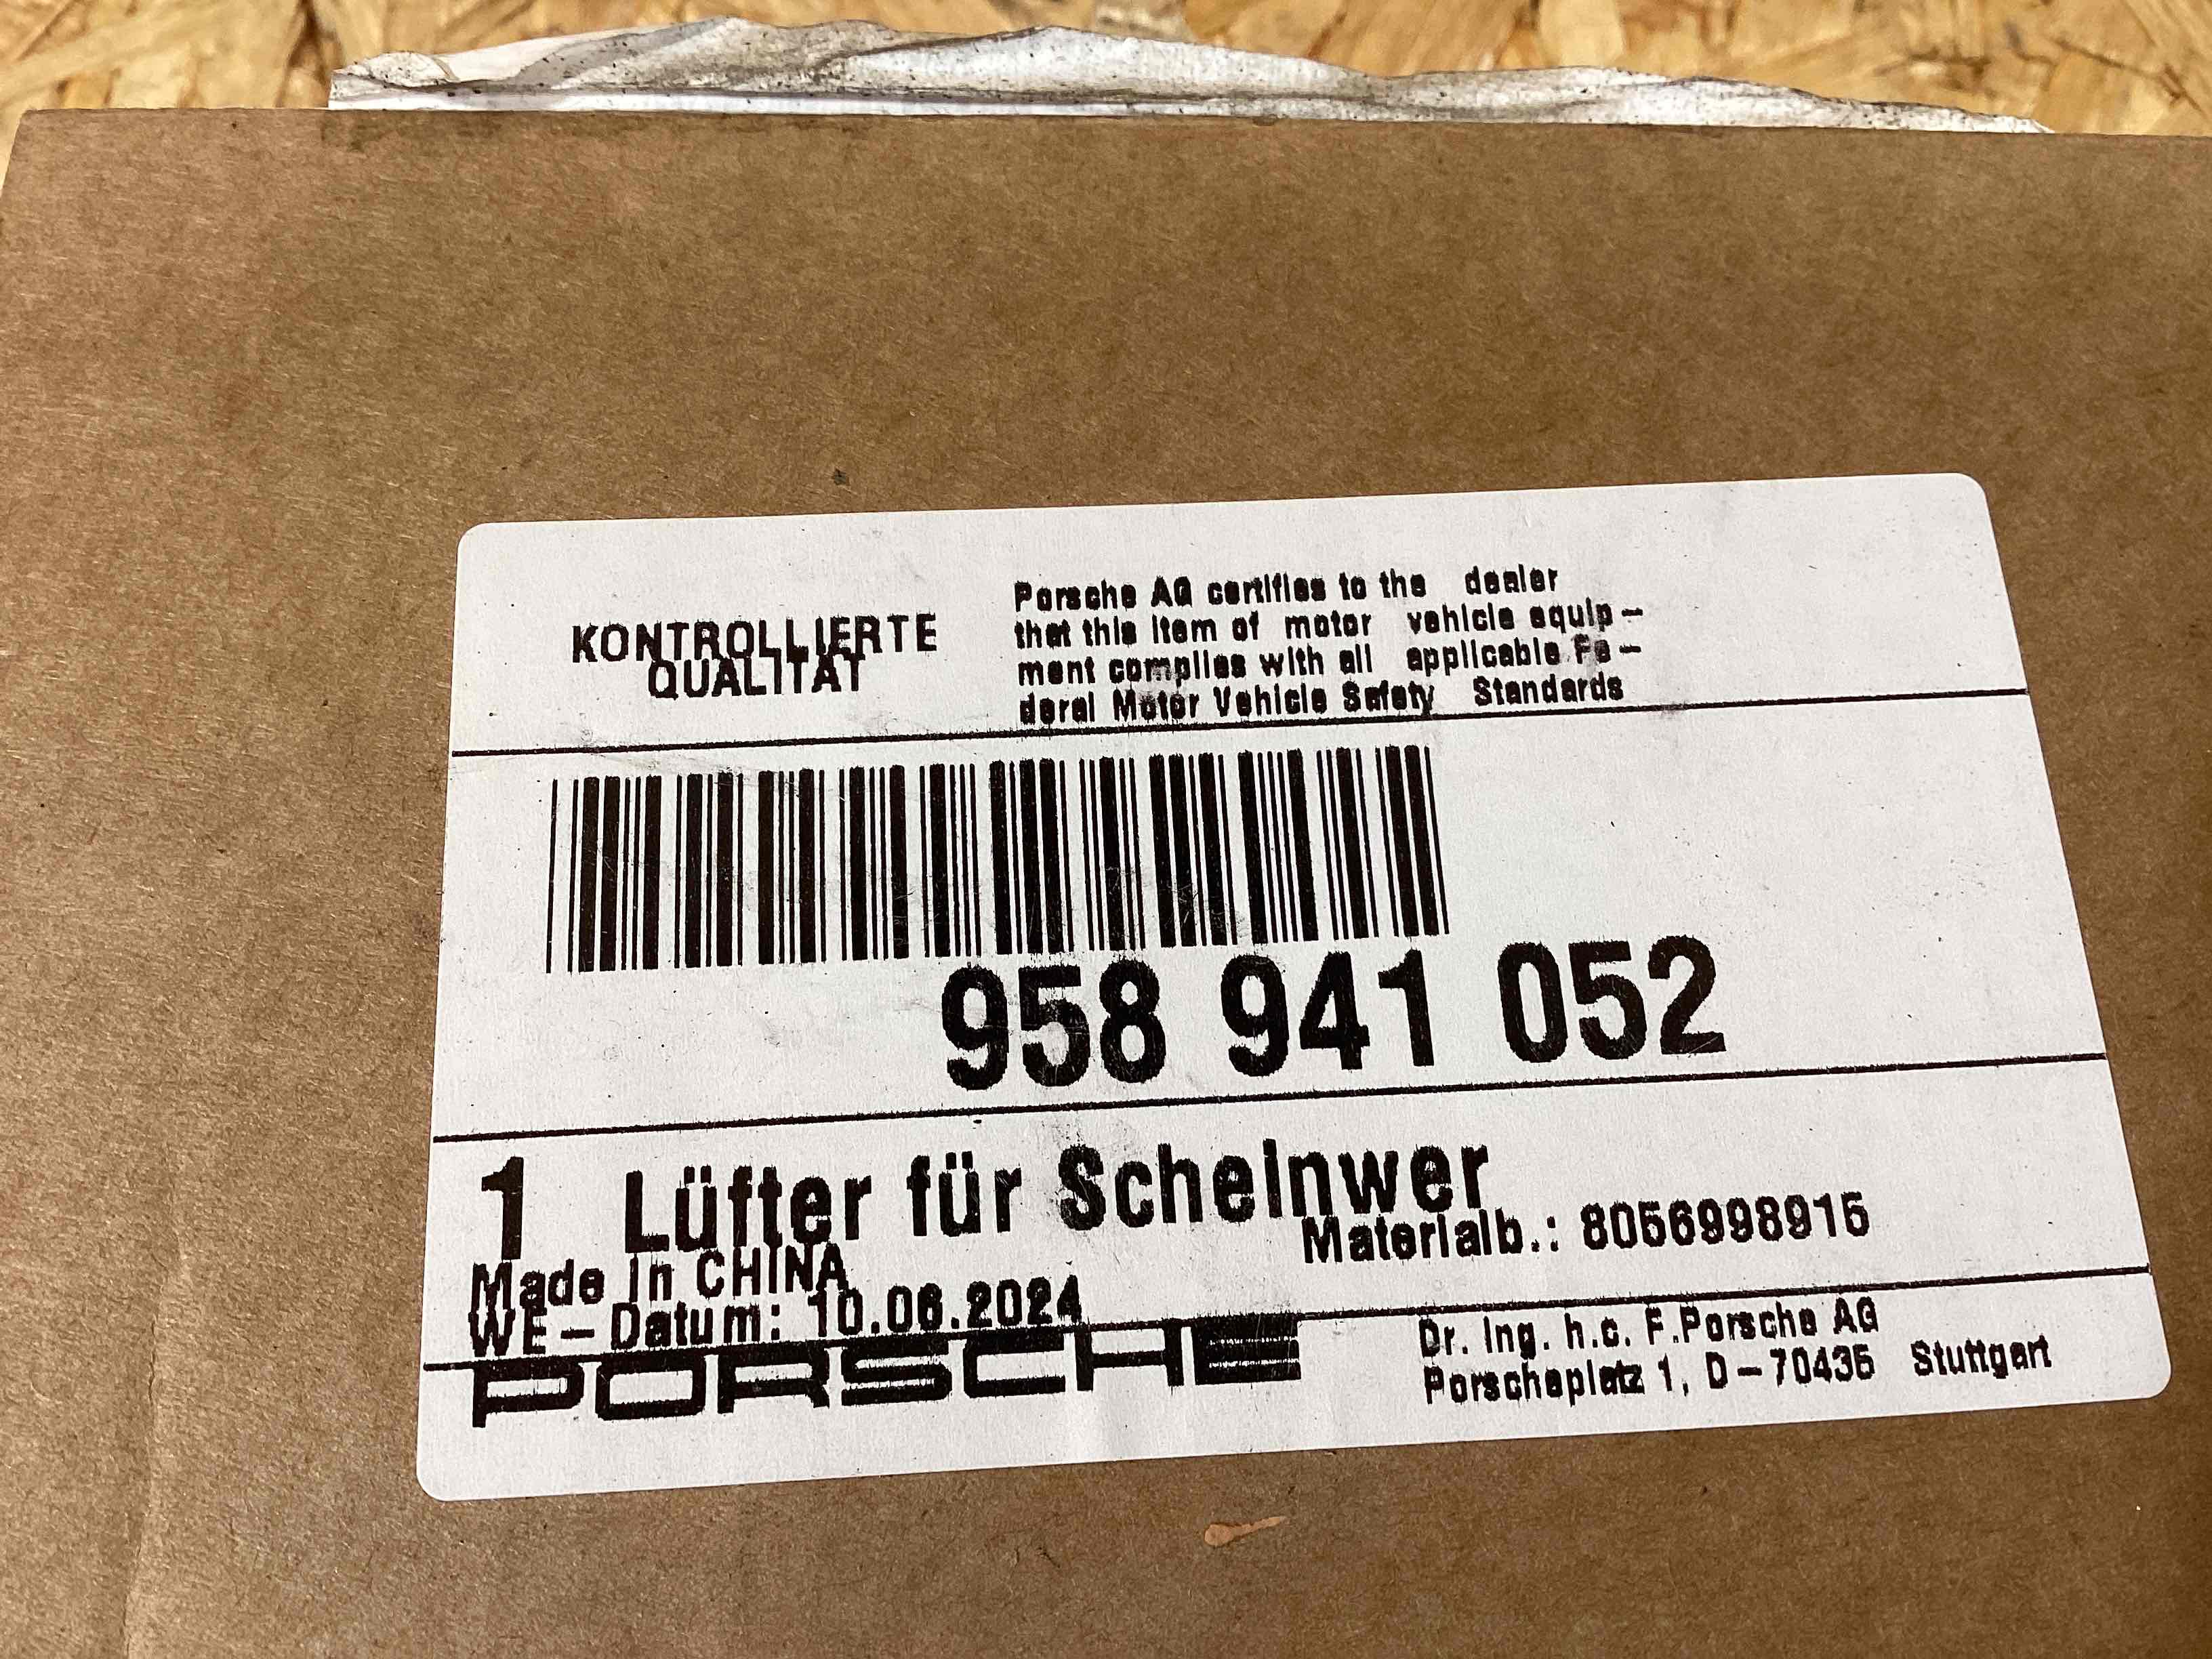 KONTROLLIERTE
QUALITÄT
Porsche AG certifies to the dealer
that this item of motor vehicle equip-
ment complies with all applicable Fe-
deral Motor Vehicle Safety Standards
958 941 052
1 Lüfter für Scheinwer
Materialb.: 8056998915
Made in CHINA
WE-Datum: 10.06.2024
PORSCHE
Dr. Ing. h.c. F.Porsche AG
Porscheplatz 1, D-70435 Stuttgart